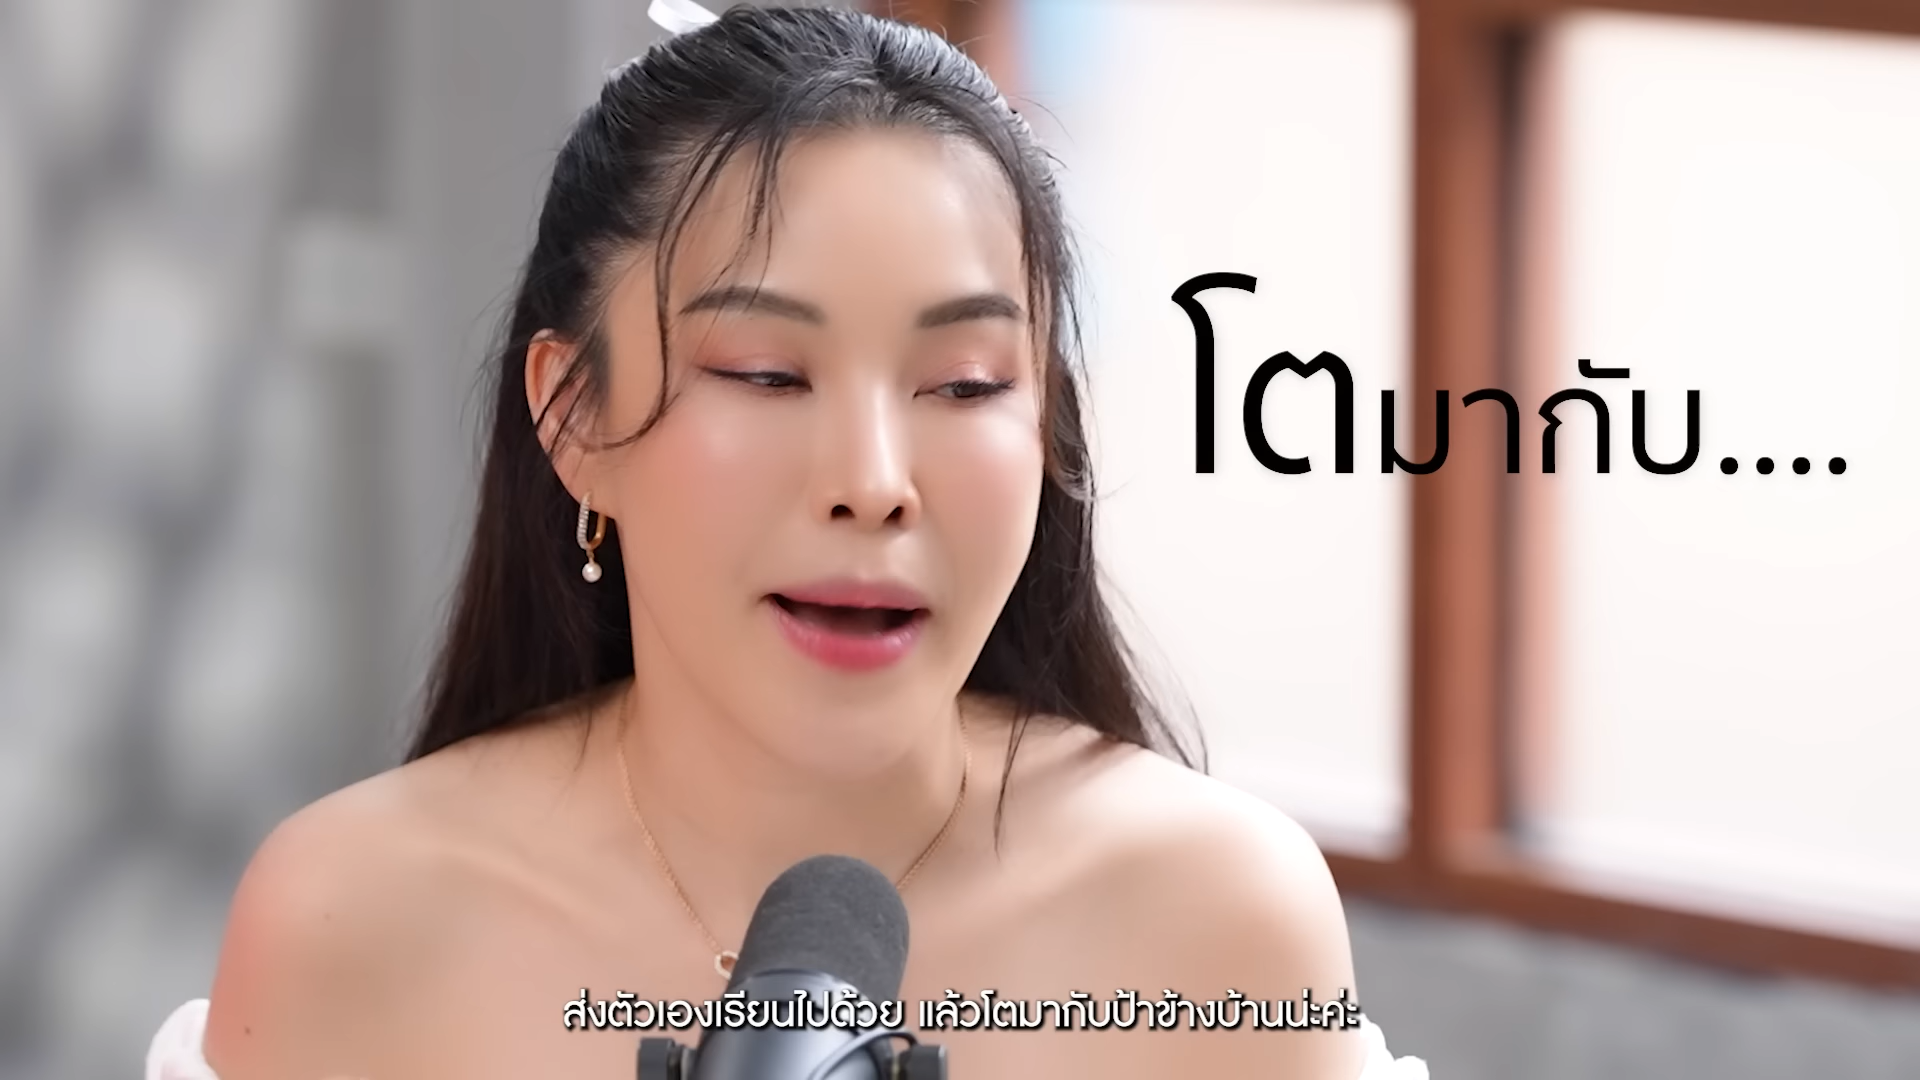 โตมากับ....
ส่งตัวเองเรียนไปด้วย แล้วโตมากับป้าข้างบ้านน่ะค่ะ